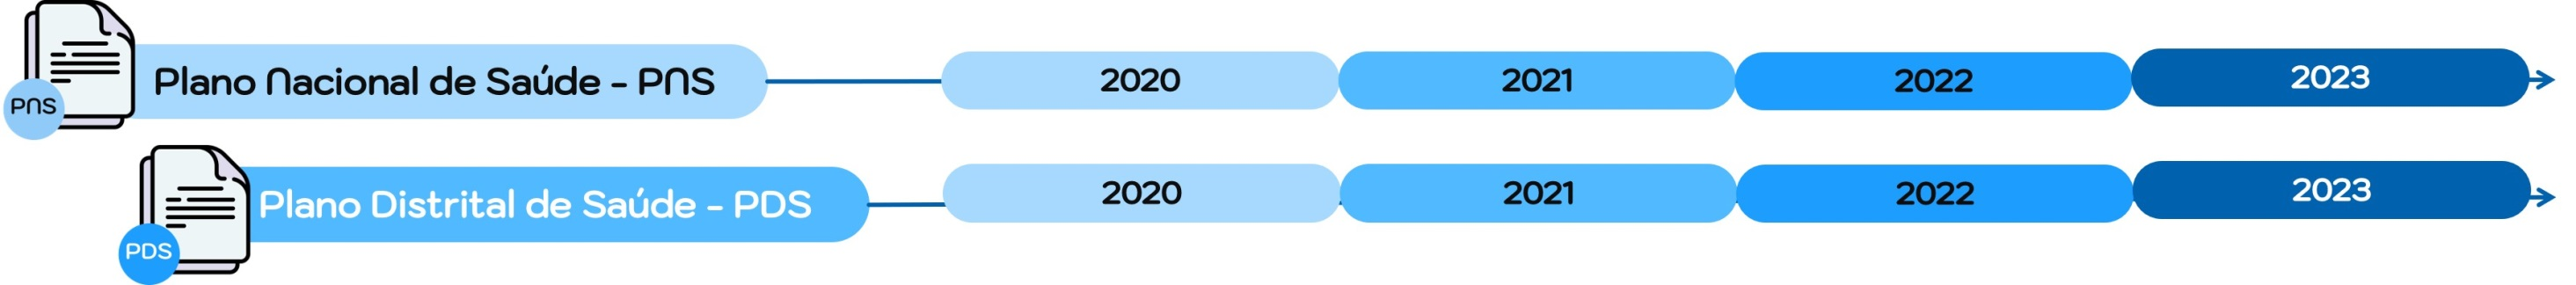 PNS
Plano Nacional de Saúde - PNS
2020
2021
2022
2023
PDS
Plano Distrital de Saúde - PDS
2020
2021
2022
2023